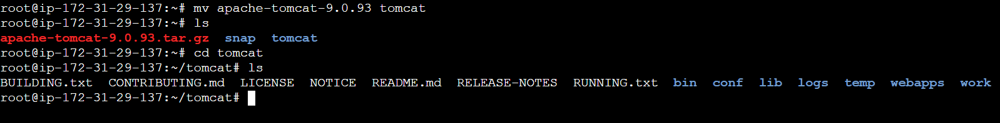 root@ip-172-31-29-137:~# mv apache-tomcat-9.0.93 tomcat
root@ip-172-31-29-137:~# ls
apache-tomcat-9.0.93.tar.gz  snap  tomcat
root@ip-172-31-29-137:~# cd tomcat
root@ip-172-31-29-137:~/tomcat# ls
BUILDING.txt  CONTRIBUTING.md  LICENSE  NOTICE  README.md  RELEASE-NOTES  RUNNING.txt  bin  conf  lib  logs  temp  webapps  work
root@ip-172-31-29-137:~/tomcat#